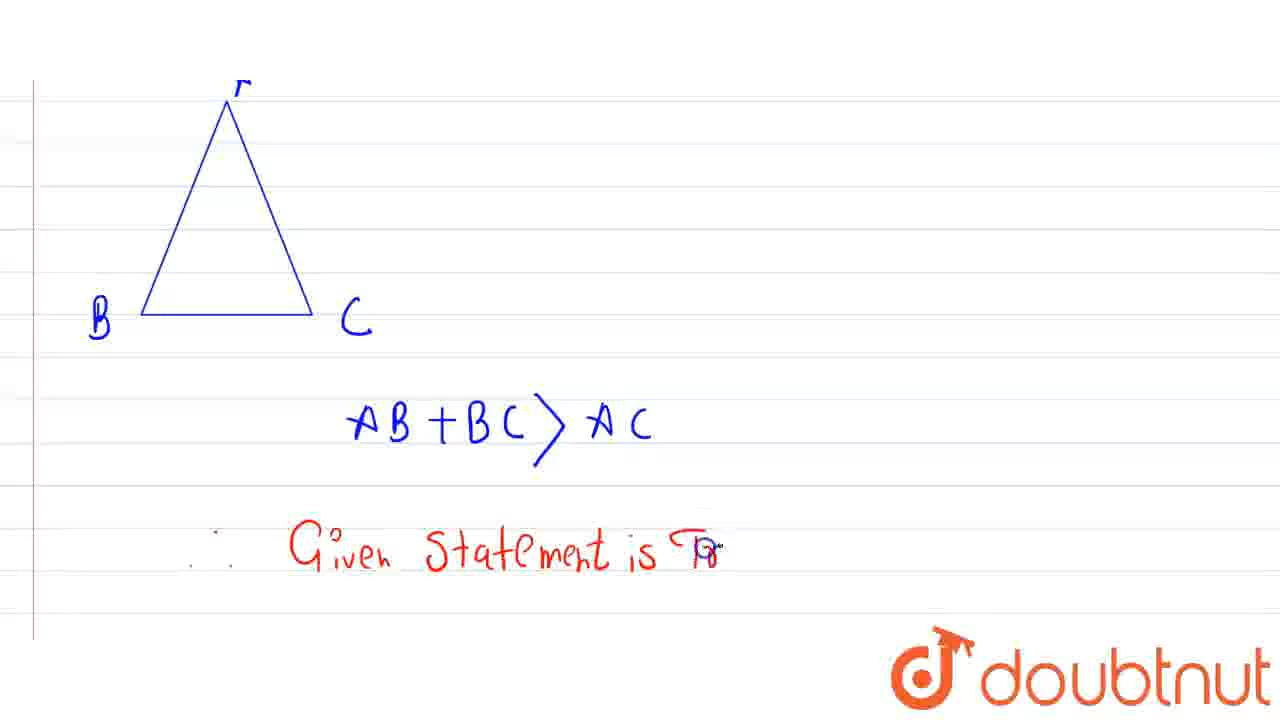 B
C
AB + BC > AC
∴ Given statement is
doubtnut